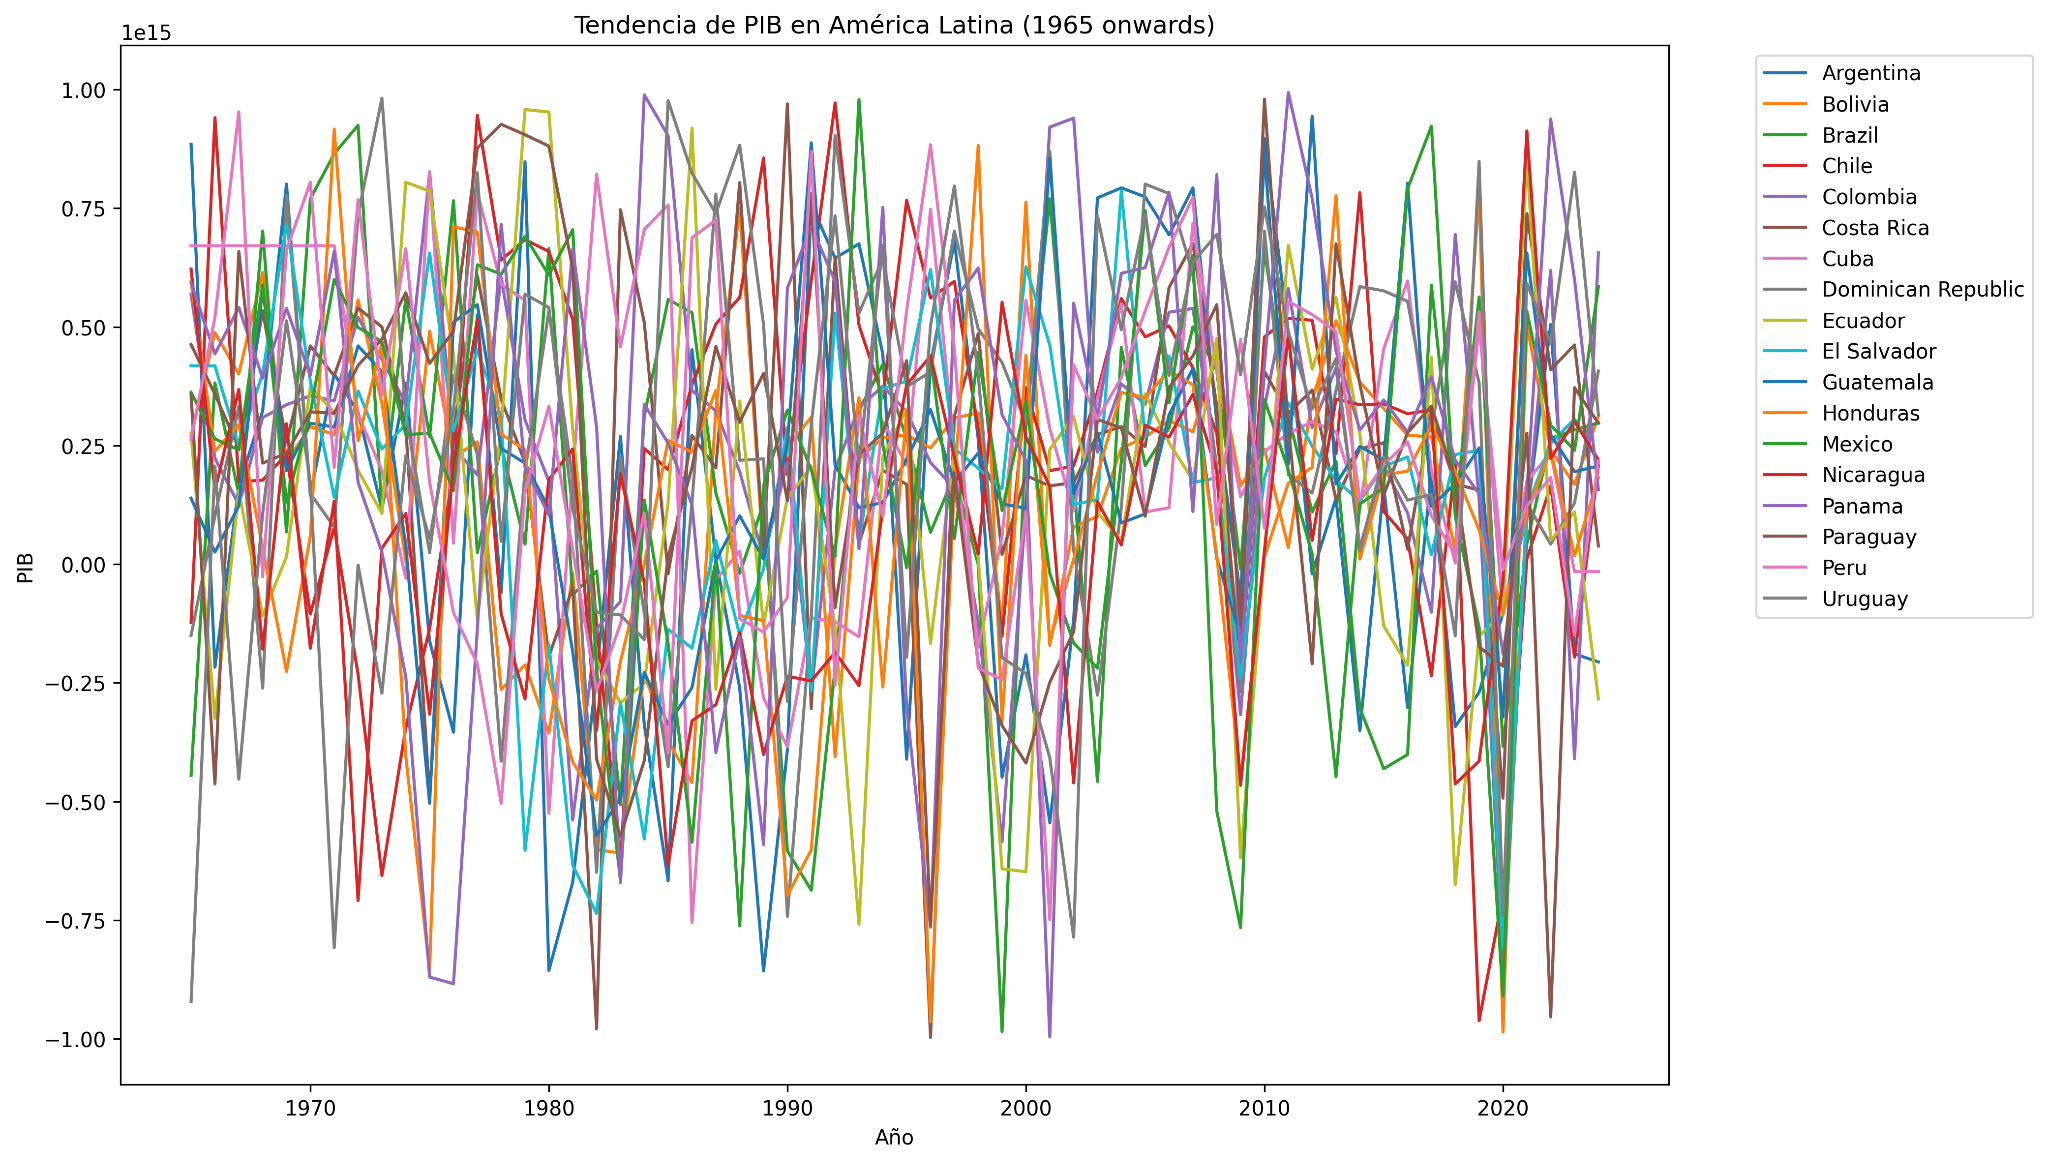 Tendencia de PIB en América Latina (1965 onwards)
1e15
1.00
0.75
0.50
0.25
0.00
−0.25
−0.50
−0.75
−1.00
PIB
1970
1980
1990
2000
2010
2020
Año
Argentina
Bolivia
Brazil
Chile
Colombia
Costa Rica
Cuba
Dominican Republic
Ecuador
El Salvador
Guatemala
Honduras
Mexico
Nicaragua
Panama
Paraguay
Peru
Uruguay